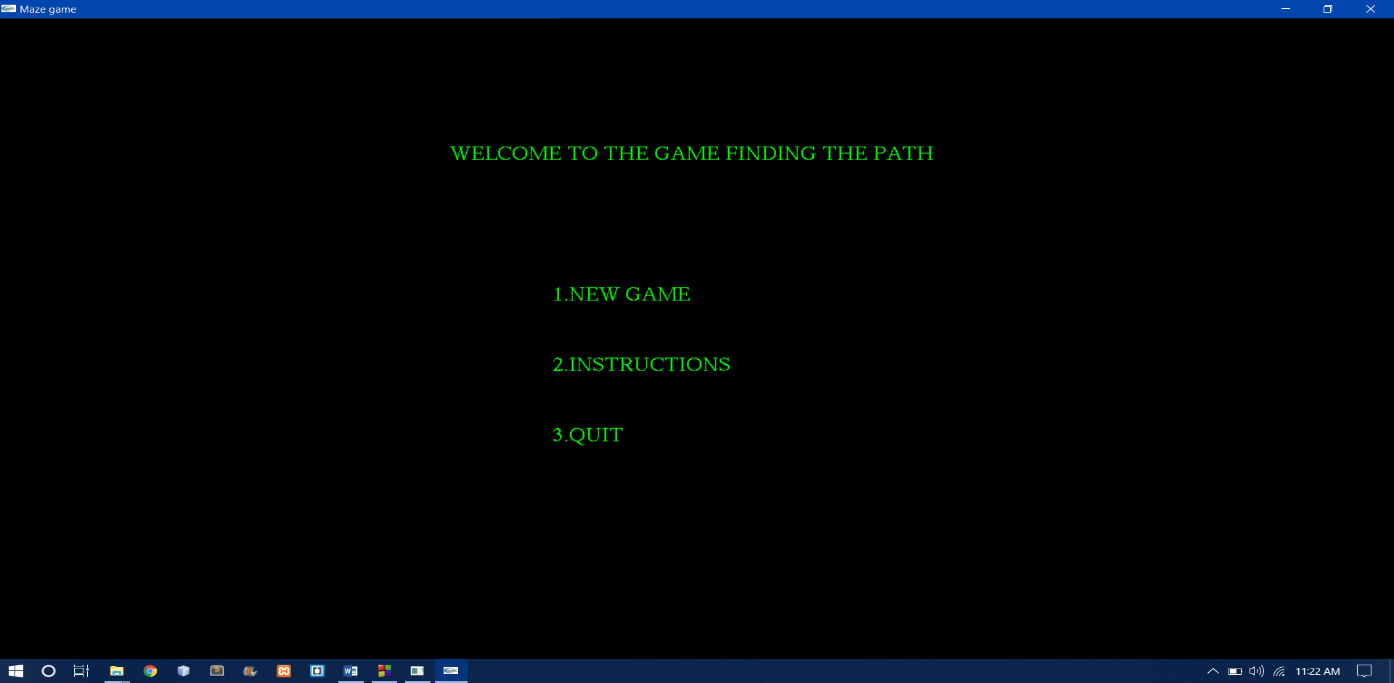 Maze game
WELCOME TO THE GAME FINDING THE PATH
1.NEW GAME
2.INSTRUCTIONS
3.QUIT
11:22 AM